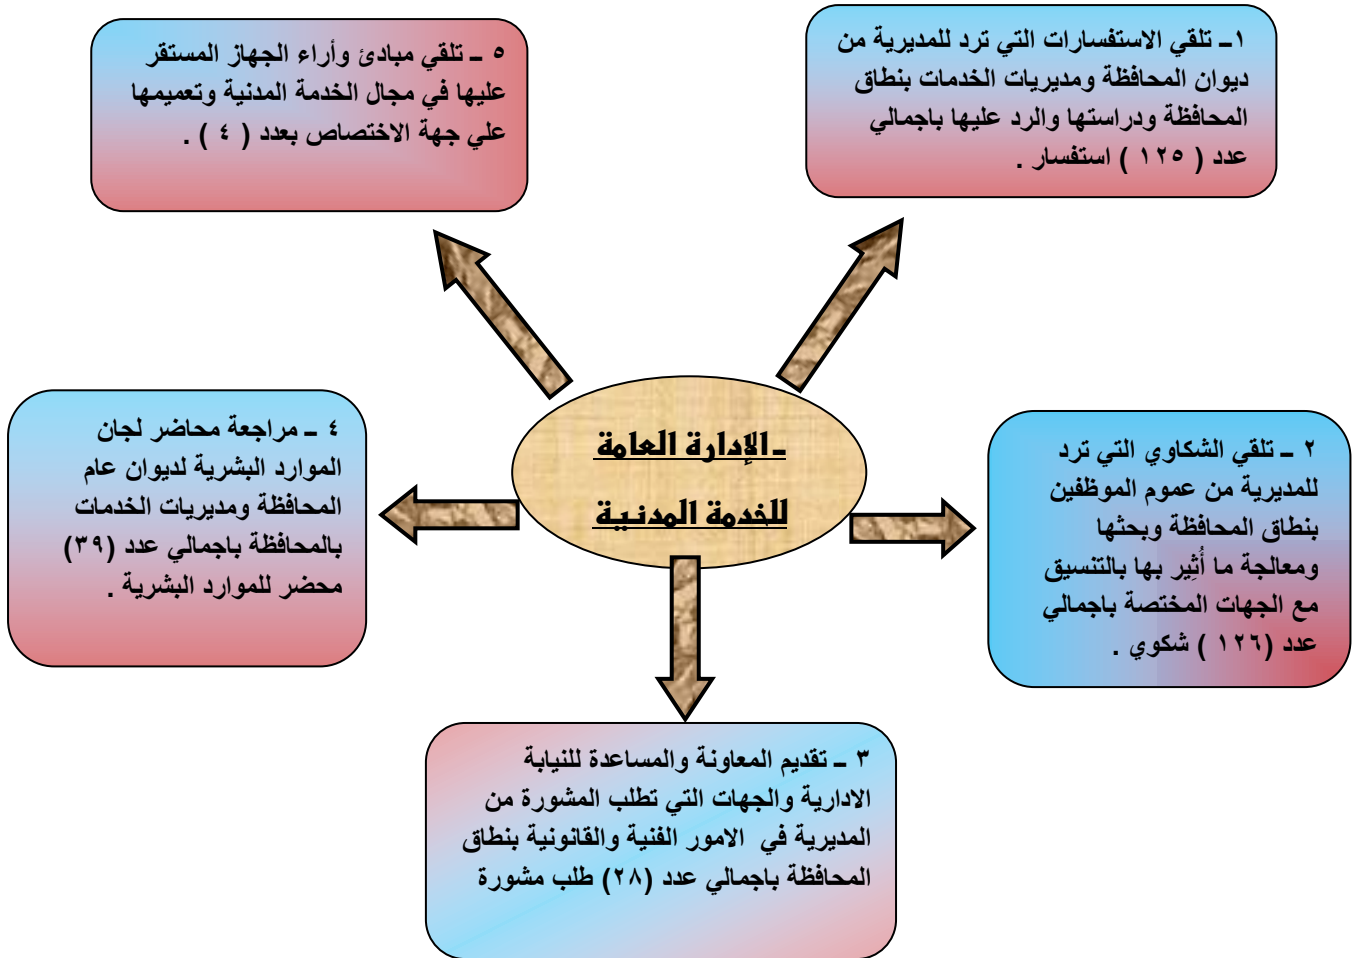 ـ الإدارة العامة
للخدمة المدنية
١ـ تلقي الاستفسارات التي ترد للمديرية من
ديوان المحافظة ومديريات الخدمات بنطاق
المحافظة ودراستها والرد عليها باجمالي
عدد ( ١٢٥ ) استفسار .
٢ ـ تلقي الشكاوي التي ترد
للمديرية من عموم الموظفين
بنطاق المحافظة وبحثها
ومعالجة ما أُثِير بها بالتنسيق
مع الجهات المختصة باجمالي
عدد (١٢٦ ) شكوي .
٣ ـ تقديم المعاونة والمساعدة للنيابة
الادارية والجهات التي تطلب المشورة من
المديرية في الامور الفنية والقانونية بنطاق
المحافظة باجمالي عدد (٢٨) طلب مشورة
٤ ـ مراجعة محاضر لجان
الموارد البشرية لديوان عام
المحافظة ومديريات الخدمات
بالمحافظة باجمالي عدد (٣٩)
محضر للموارد البشرية .
٥ ـ تلقي مبادئ وأراء الجهاز المستقر
عليها في مجال الخدمة المدنية وتعميمها
علي جهة الاختصاص بعدد ( ٤ ) .